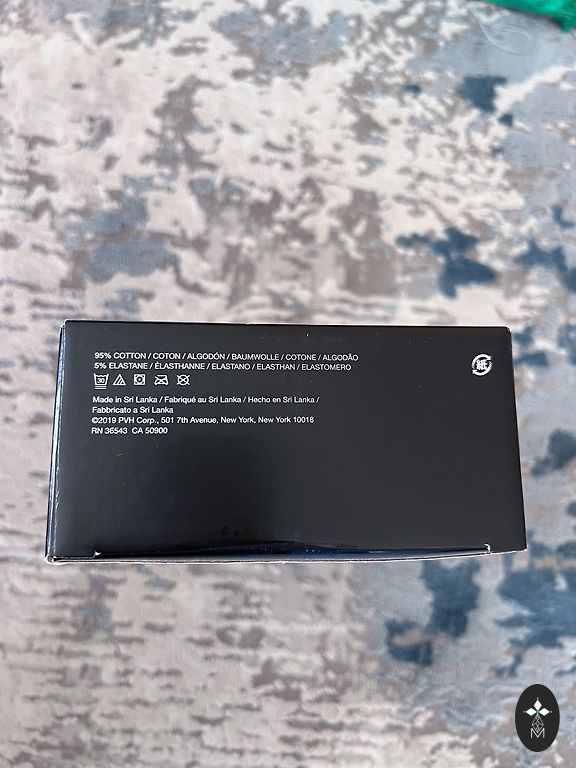 95% COTTON / COTON / ALGODÓN / BAUMWOLLE / COTONE / ALGODÃO
5% ELASTANE / ÉLASTHANNE / ELASTANO / ELASTHAN / ELASTOMERO
30
Made in Sri Lanka / Fabriqué au Sri Lanka / Hecho en Sri Lanka /
Fabbricato a Sri Lanka
©2019 PVH Corp., 501 7th Avenue, New York, New York 10018
RN 36543 CA 50900
紙
M